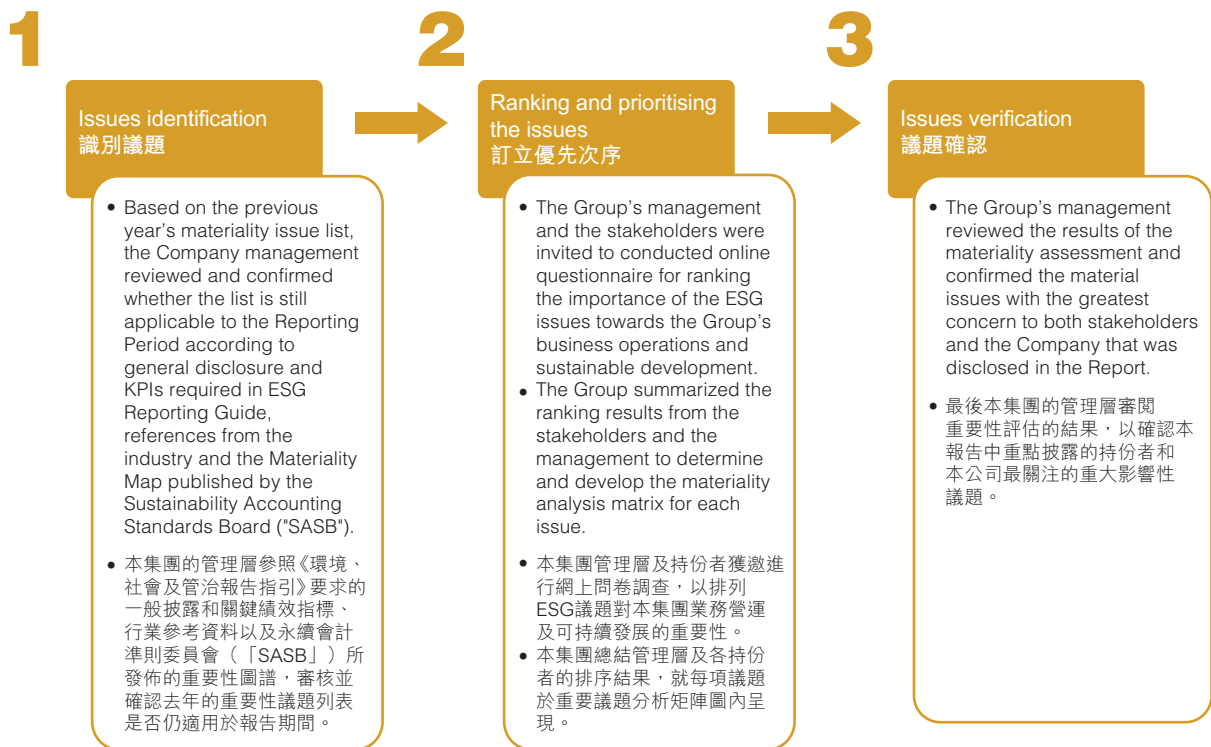 1
Issues identification
識別議題
• Based on the previous
year's materiality issue list,
the Company management
reviewed and confirmed
whether the list is still
applicable to the Reporting
Period according to
general disclosure and
KPIs required in ESG
Reporting Guide,
references from the
industry and the Materiality
Map published by the
Sustainability Accounting
Standards Board ("SASB").
• 本集團的管理層參照《環境、
社會及管治報告指引》要求的
一般披露和關鍵績效指標、
行業參考資料以及永續會計
準則委員會（「SASB」）所
發佈的重要性圖譜，審核並
確認去年的重要性議題列表
是否仍適用於報告期間。
2
Ranking and prioritising
the issues
訂立優先次序
• The Group's management
and the stakeholders were
invited to conducted online
questionnaire for ranking
the importance of the ESG
issues towards the Group's
business operations and
sustainable development.
• The Group summarized the
ranking results from the
stakeholders and the
management to determine
and develop the materiality
analysis matrix for each
issue.
• 本集團管理層及持份者獲邀進
行網上問卷調查，以排列
ESG議題對本集團業務營運
及可持續發展的重要性。
• 本集團總結管理層及各持份
者的排序結果，就每項議題
於重要議題分析矩陣圖內呈
現。
3
Issues verification
議題確認
• The Group's management
reviewed the results of the
materiality assessment and
confirmed the material
issues with the greatest
concern to both stakeholders
and the Company that was
disclosed in the Report.
• 最後本集團的管理層審閲
重要性評估的結果，以確認本
報告中重點披露的持份者和
本公司最關注的重大影響性
議題。